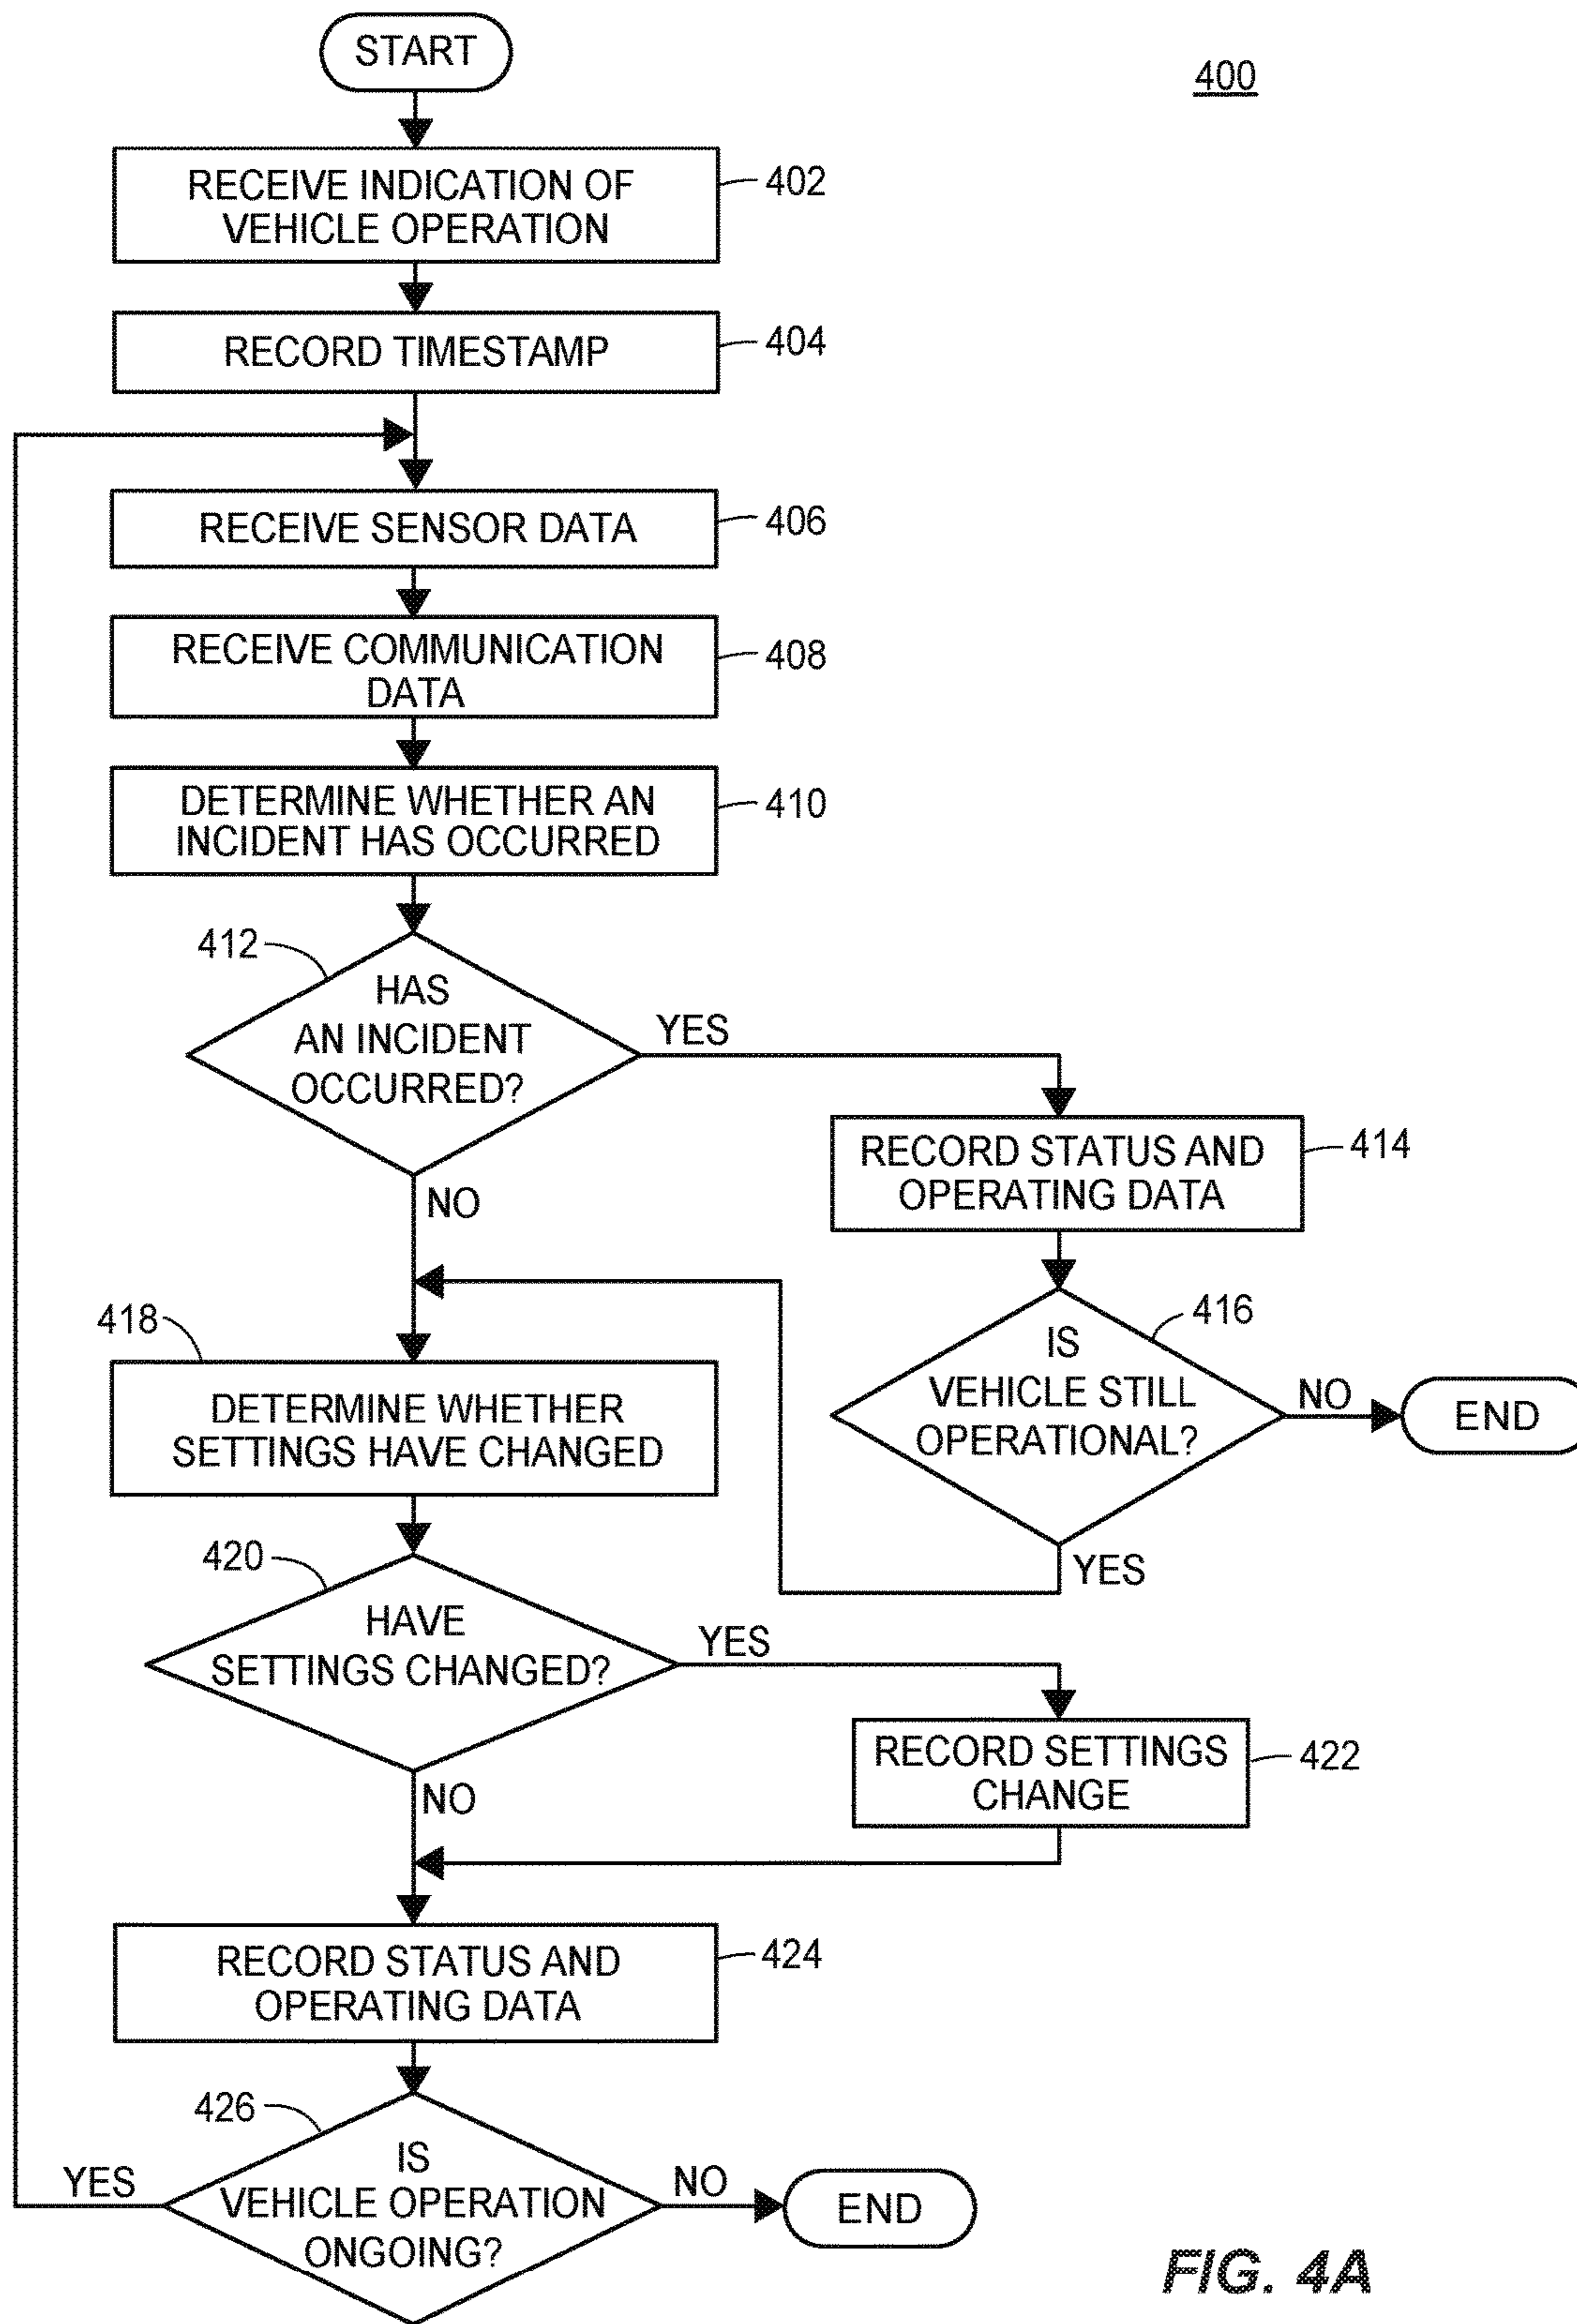 START
400
RECEIVE INDICATION OF
VEHICLE OPERATION
402
RECORD TIMESTAMP
404
RECEIVE SENSOR DATA
406
RECEIVE COMMUNICATION
DATA
408
DETERMINE WHETHER AN
INCIDENT HAS OCCURRED
410
412
HAS
AN INCIDENT
OCCURRED?
YES
NO
RECORD STATUS AND
OPERATING DATA
414
416
IS
VEHICLE STILL
OPERATIONAL?
NO
END
YES
418
DETERMINE WHETHER
SETTINGS HAVE CHANGED
420
HAVE
SETTINGS CHANGED?
YES
NO
RECORD SETTINGS
CHANGE
422
RECORD STATUS AND
OPERATING DATA
424
426
IS
VEHICLE OPERATION
ONGOING?
YES
NO
END
FIG. 4A